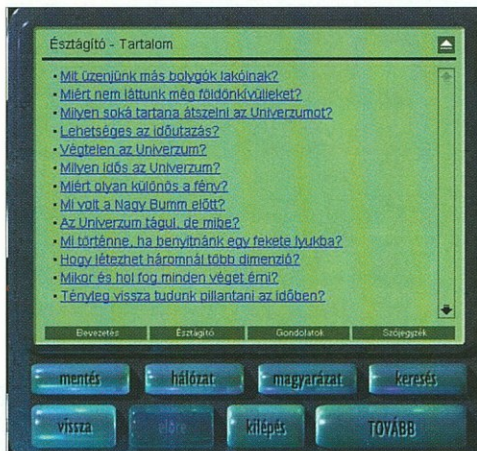 Észtágító - Tartalom
• Mit üzenjünk más bolygók lakóinak?
• Miért nem láttunk még földönkívülieket?
• Milyen soká tartana átszelni az Univerzumot?
• Lehetséges az időutazás?
• Végtelen az Univerzum?
• Milyen idős az Univerzum?
• Miért olyan különös a fény?
• Mi volt a Nagy Bumm előtt?
• Az Univerzum tágul, de mibe?
• Mi történne, ha benyitnánk egy fekete lyukba?
• Hogy létezhet háromnál több dimenzió?
• Mikor és hol fog minden véget érni?
• Tényleg vissza tudunk pillantani az időben?
Bevezetés Észtágító Gondolatok Szójegyzék
mentés hálózat magyarázat keresés
vissza előre kilépés TOVÁBB